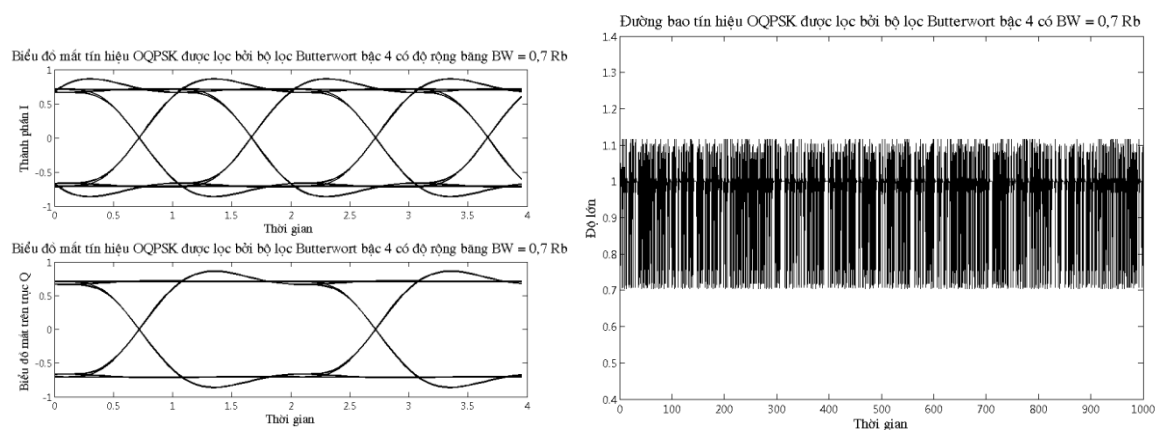 Biểu đồ mắt tín hiệu OQPSK được lọc bởi bộ lọc Butterwort bậc 4 có độ rộng băng BW = 0,7 Rb
1
0.5
0
-0.5
-1
Thành phần I
0 0.5 1 1.5 2 2.5 3 3.5 4
Thời gian
Biểu đồ mắt tín hiệu OQPSK được lọc bởi bộ lọc Butterwort bậc 4 có độ rộng băng BW = 0,7 Rb
1
0.5
0
-0.5
-1
Biểu đồ mắt trên trục Q
0 0.5 1 1.5 2 2.5 3 3.5 4
Thời gian
Đường bao tín hiệu OQPSK được lọc bởi bộ lọc Butterwort bậc 4 có BW = 0,7 Rb
1.4
1.3
1.2
1.1
1
0.9
0.8
0.7
0.6
0.5
0.4
Độ lớn
0 100 200 300 400 500 600 700 800 900 1000
Thời gian